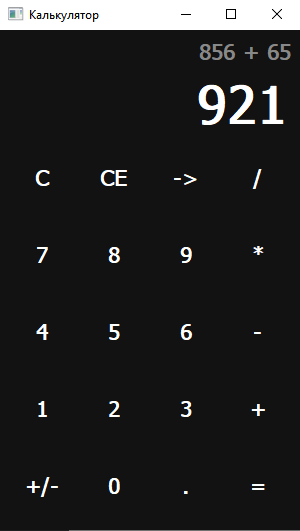 Калькулятор
856 + 65
921
C CE -> /
7 8 9 *
4 5 6 -
1 2 3 +
+/- 0 . =